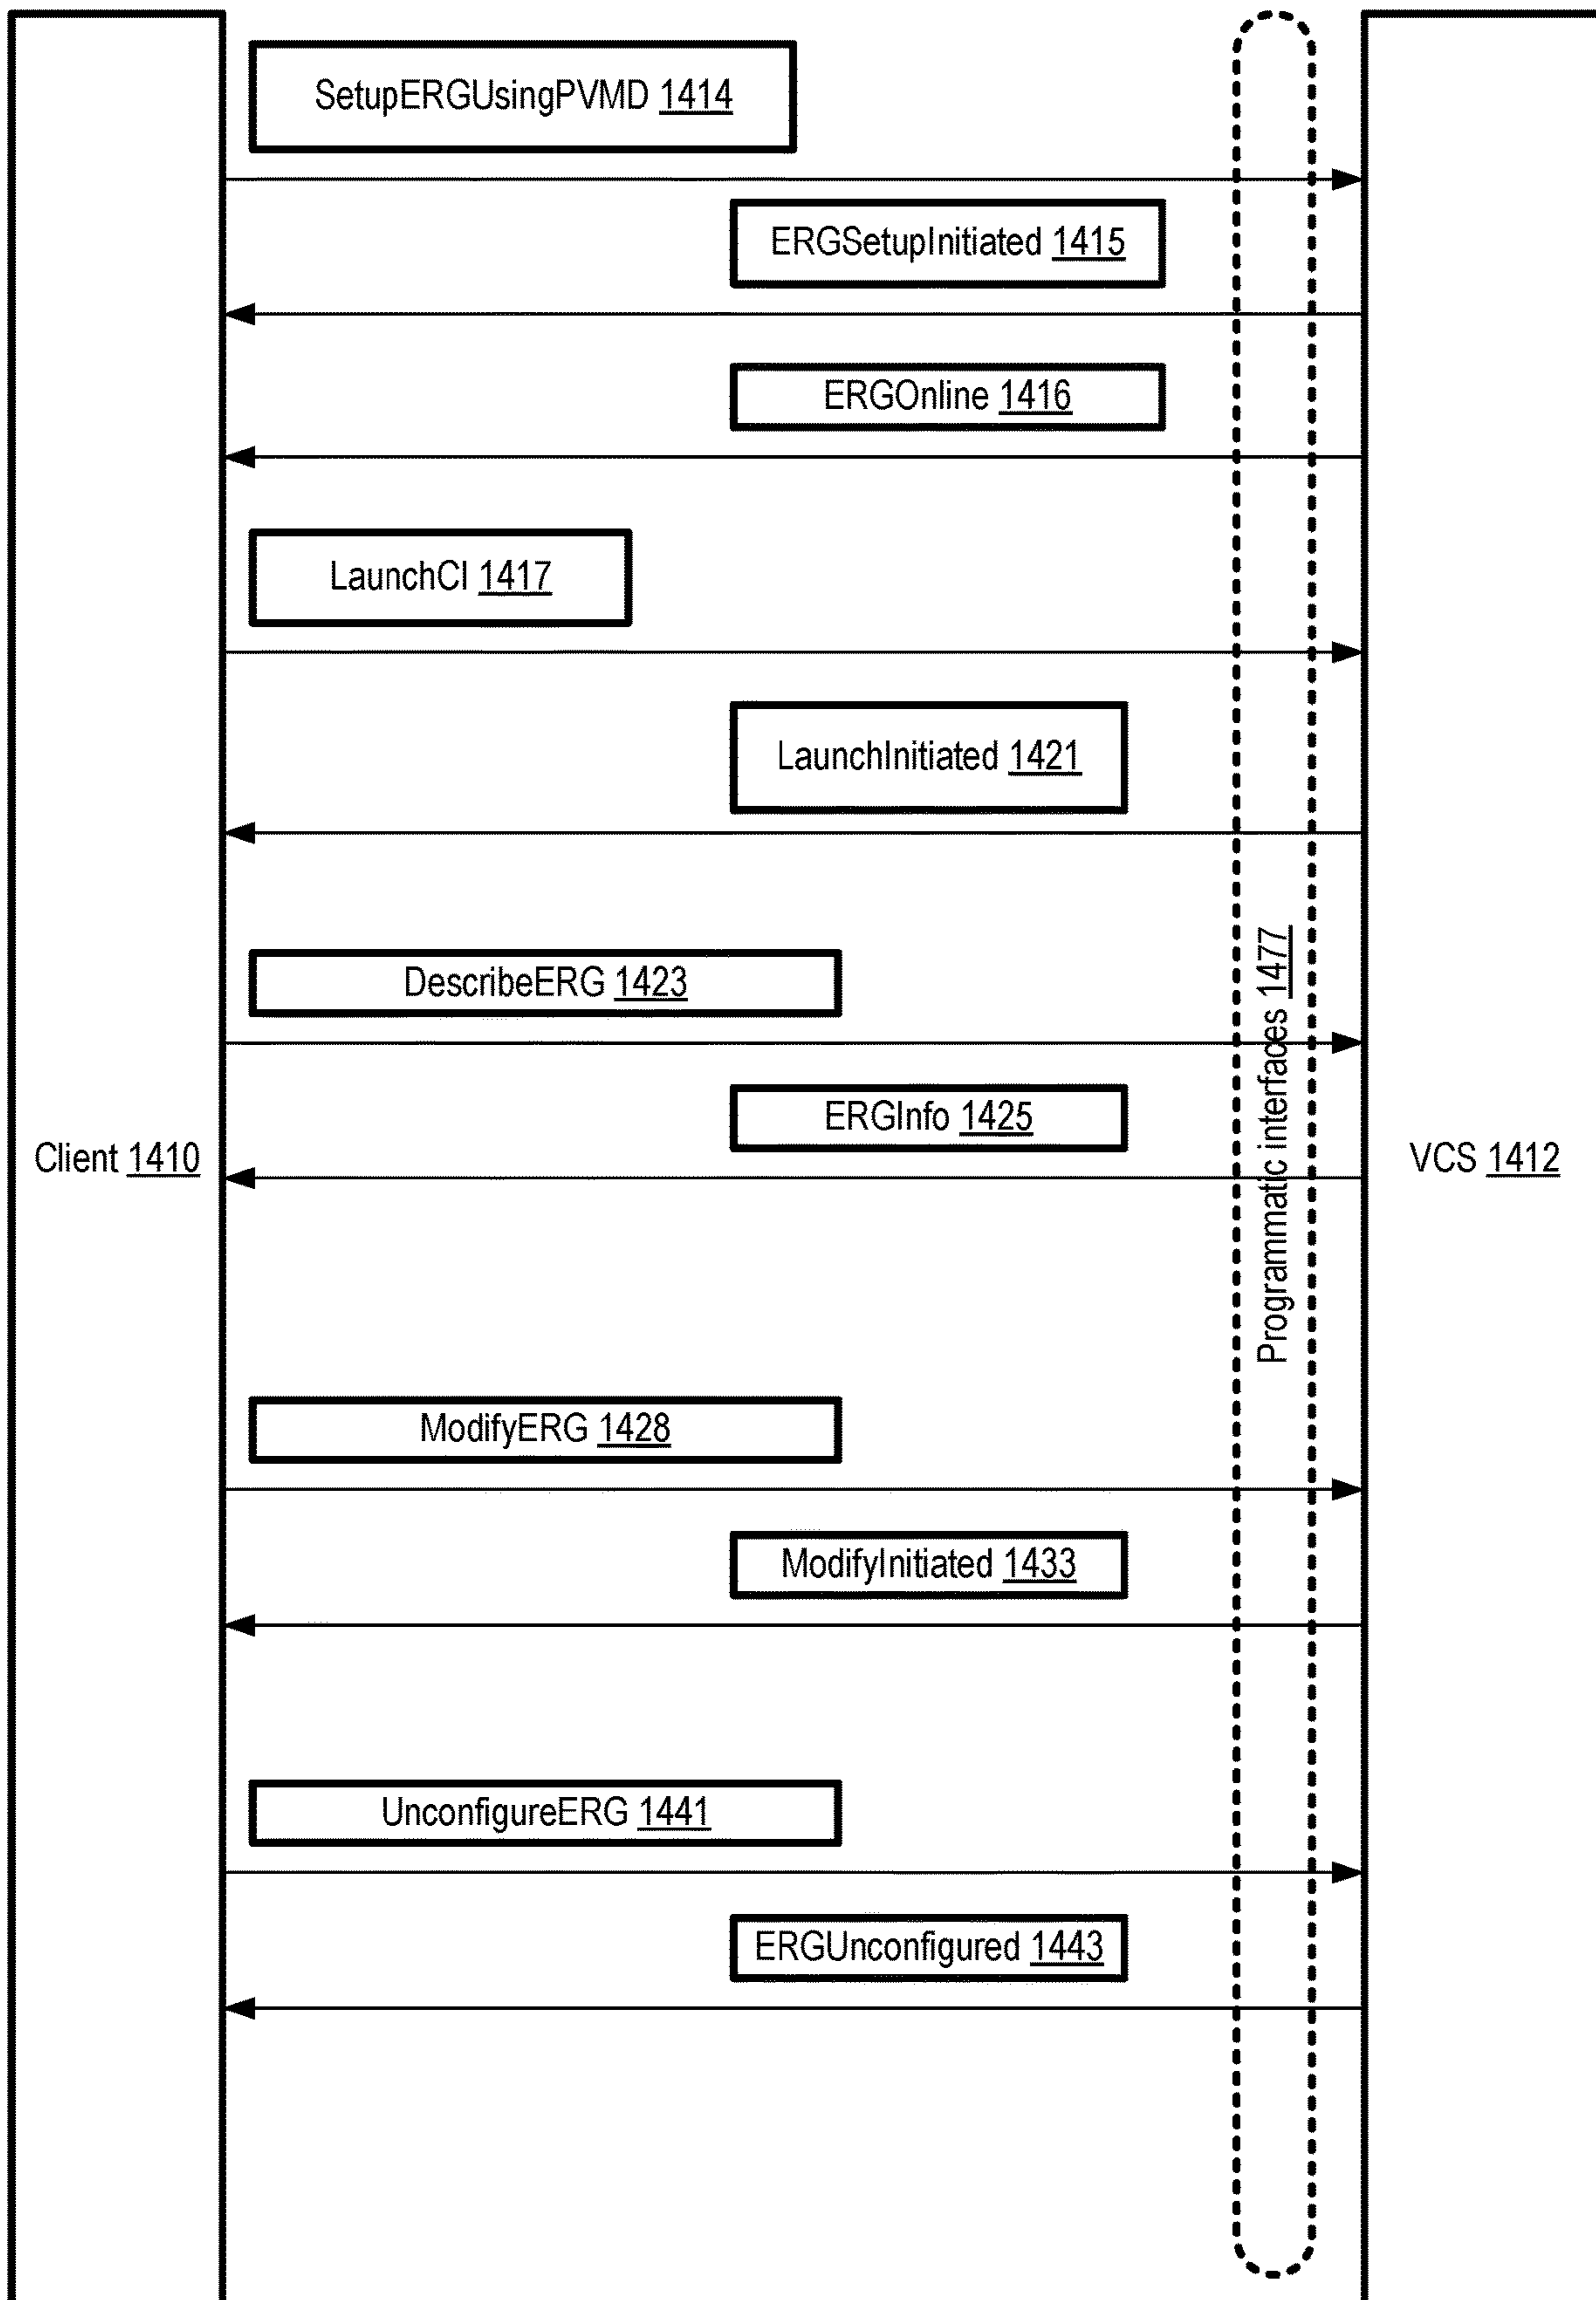 SetupERGUsingPVMD 1414
ERGSetupInitiated 1415
ERGOnline 1416
LaunchCI 1417
LaunchInitiated 1421
DescribeERG 1423
ERGInfo 1425
Client 1410
Programmatic interfaces 1477
VCS 1412
ModifyERG 1428
ModifyInitiated 1433
UnconfigureERG 1441
ERGUnconfigured 1443